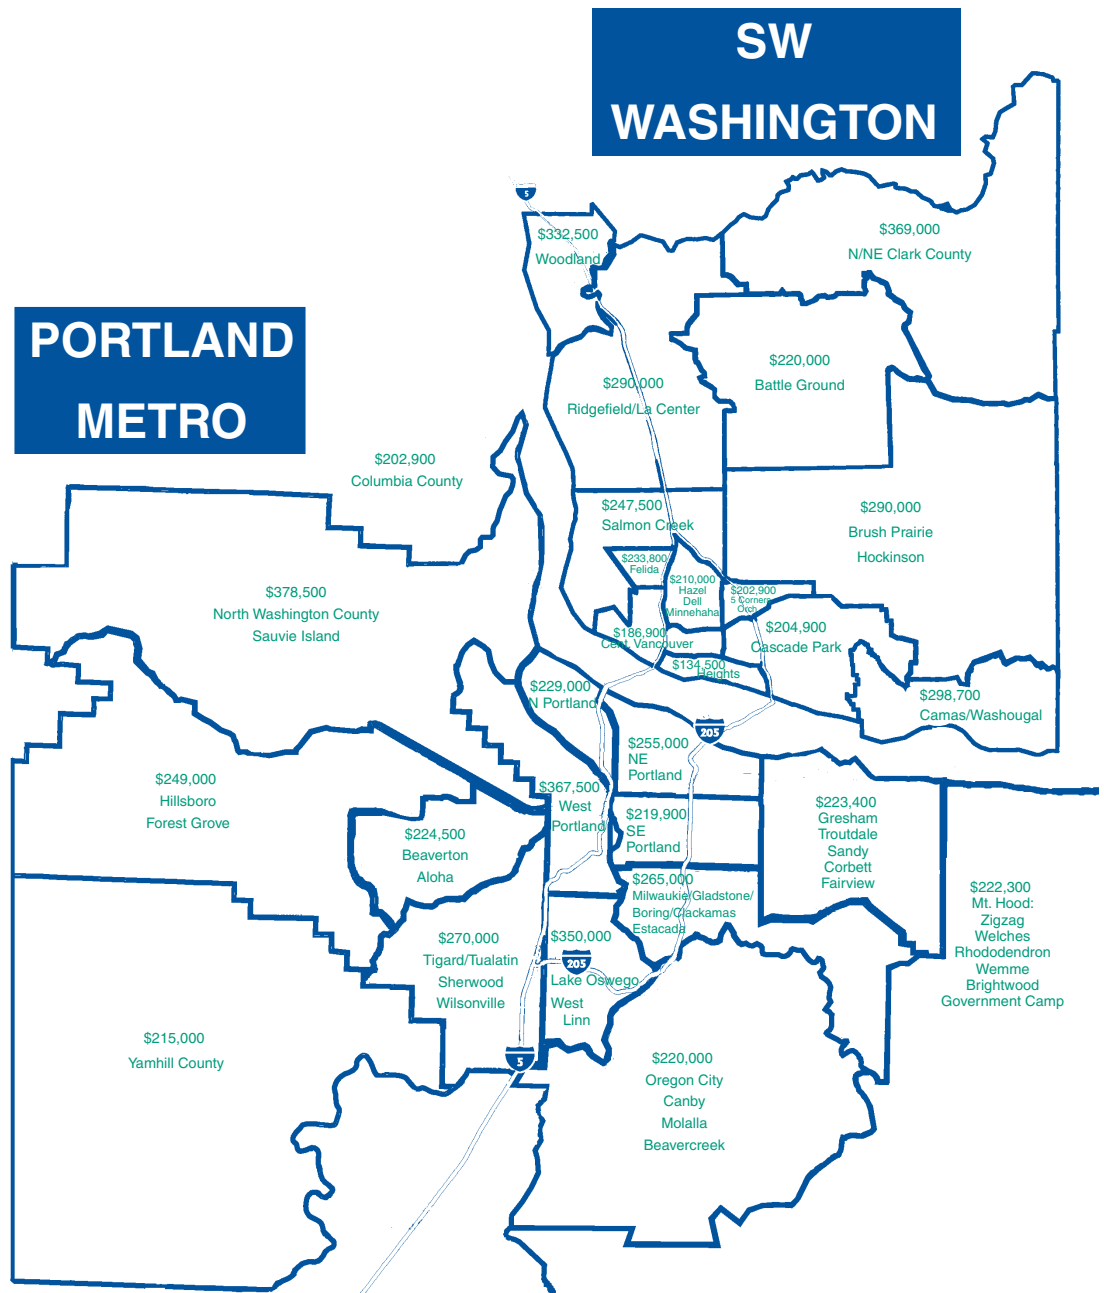 SW
WASHINGTON
5
$332,500
Woodland
$369,000
N/NE Clark County
PORTLAND
METRO
$290,000
Ridgefield/La Center
$220,000
Battle Ground
$202,900
Columbia County
$247,500
Salmon Creek
$290,000
Brush Prairie
Hockinson
$233,800
Felida
$210,000
Hazel
Dell
Minnehaha
$202,900
5 Corners
Orch
$378,500
North Washington County
Sauvie Island
$186,900
Cent. Vancouver
$204,900
Cascade Park
$134,500
Heights
$298,700
Camas/Washougal
$229,000
N Portland
205
$255,000
NE
Portland
$249,000
Hillsboro
Forest Grove
$367,500
West
Portland
$219,900
SE
Portland
$223,400
Gresham
Troutdale
Sandy
Corbett
Fairview
$224,500
Beaverton
Aloha
$265,000
Milwaukie/Gladstone/
Boring/Clackamas
Estacada
$222,300
Mt. Hood:
Zigzag
Welches
Rhododendron
Wemme
Brightwood
Government Camp
$270,000
Tigard/Tualatin
Sherwood
Wilsonville
$350,000
205
Lake Oswego
West
Linn
$215,000
Yamhill County
5
$220,000
Oregon City
Canby
Molalla
Beavercreek